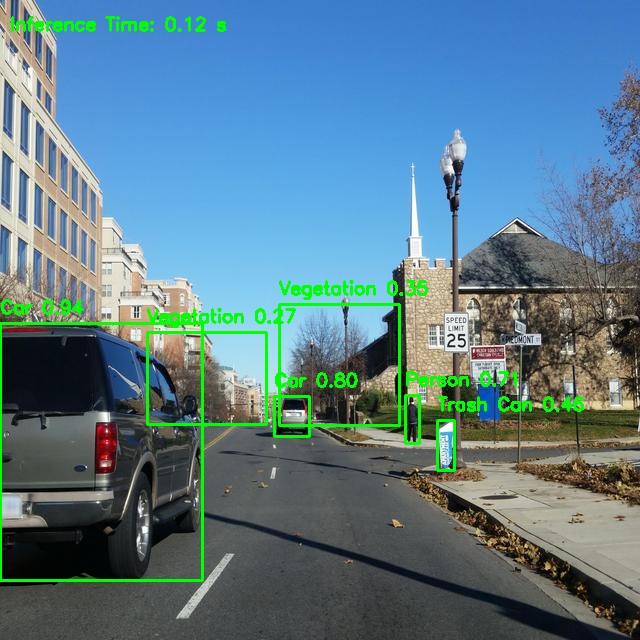 Inference Time: 0.12 s
Vegetation 0.35
Car 0.94
Vegetation 0.27
SPEED
LIMIT
25
PIEDMONT
Car 0.80
Person 0.71
Trash Can 0.45